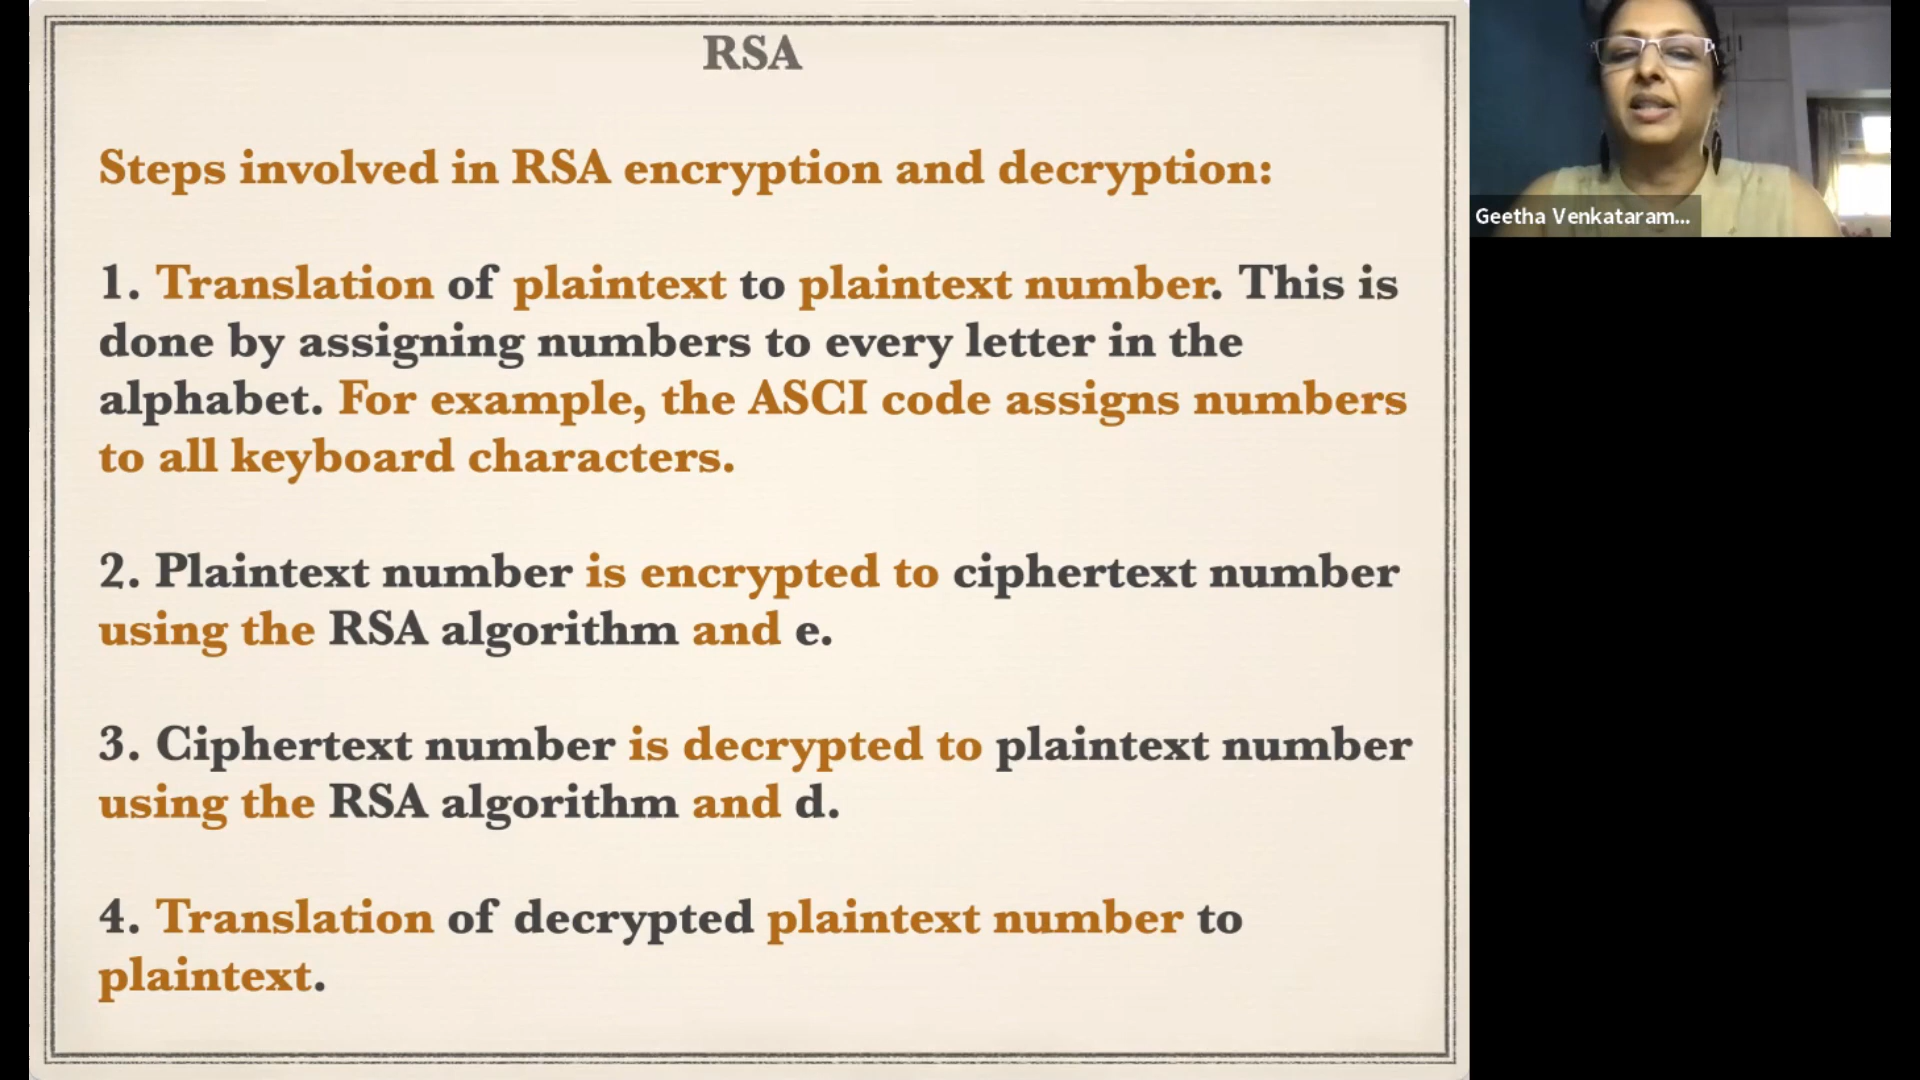 RSA
Steps involved in RSA encryption and decryption:
1. Translation of plaintext to plaintext number. This is
done by assigning numbers to every letter in the
alphabet. For example, the ASCI code assigns numbers
to all keyboard characters.
2. Plaintext number is encrypted to ciphertext number
using the RSA algorithm and e.
3. Ciphertext number is decrypted to plaintext number
using the RSA algorithm and d.
4. Translation of decrypted plaintext number to
plaintext.
Geetha Venkataram...